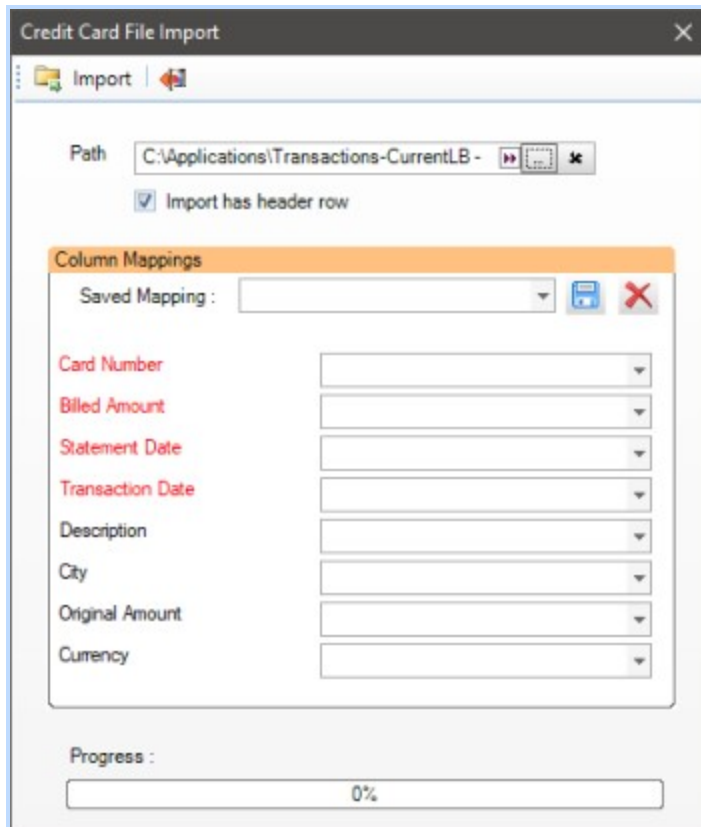 Credit Card File Import
Import
Path C:\Applications\Transactions-CurrentLB -
Import has header row
Column Mappings
Saved Mapping :
Card Number
Billed Amount
Statement Date
Transaction Date
Description
City
Original Amount
Currency
Progress :
0%